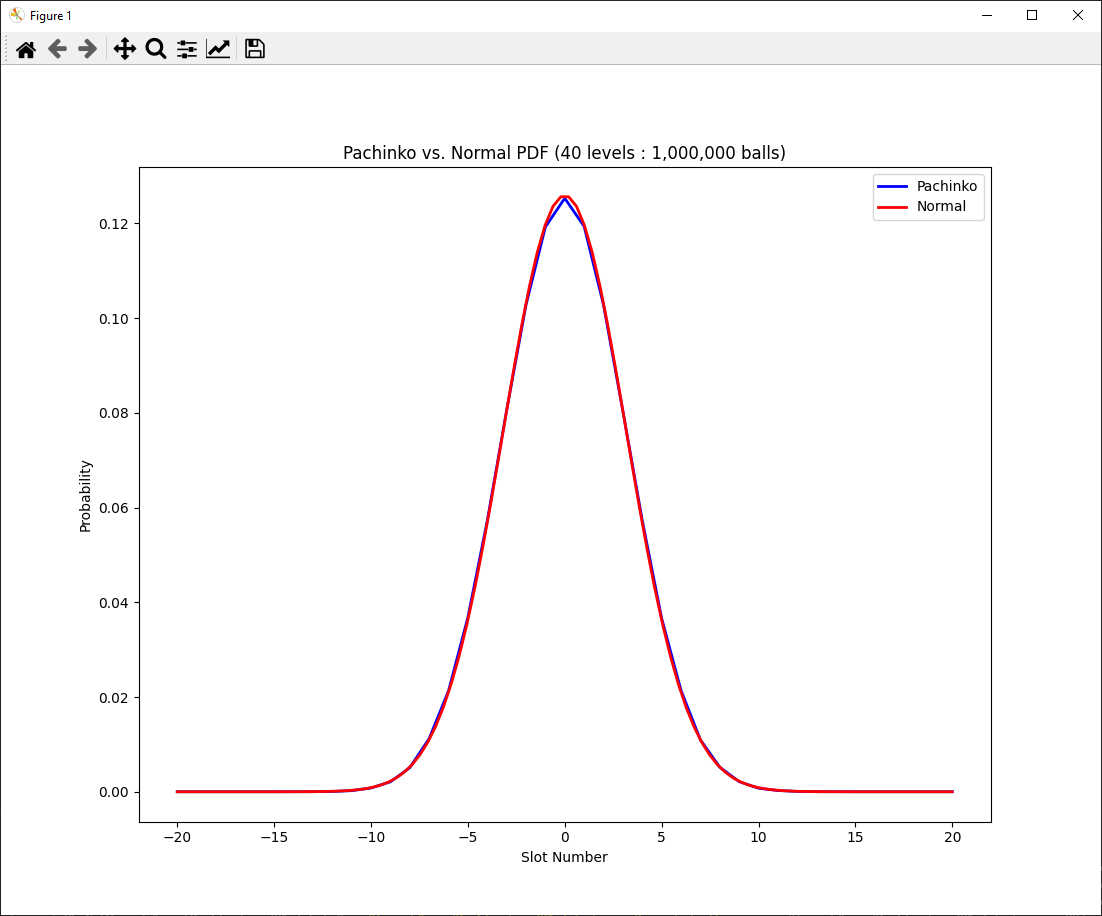 Figure 1
Pachinko vs. Normal PDF (40 levels : 1,000,000 balls)
Pachinko
Normal
0.12
0.10
0.08
0.06
0.04
0.02
0.00
Probability
−20 −15 −10 −5 0 5 10 15 20
Slot Number